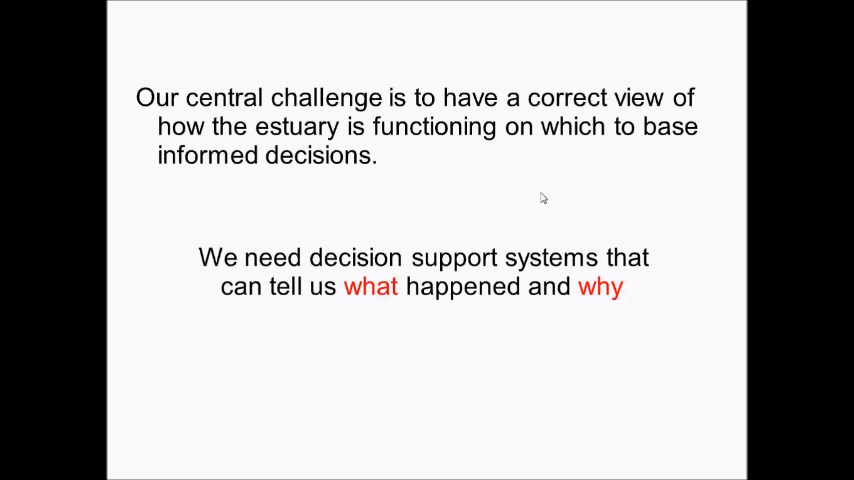 Our central challenge is to have a correct view of
how the estuary is functioning on which to base
informed decisions.
We need decision support systems that
can tell us what happened and why